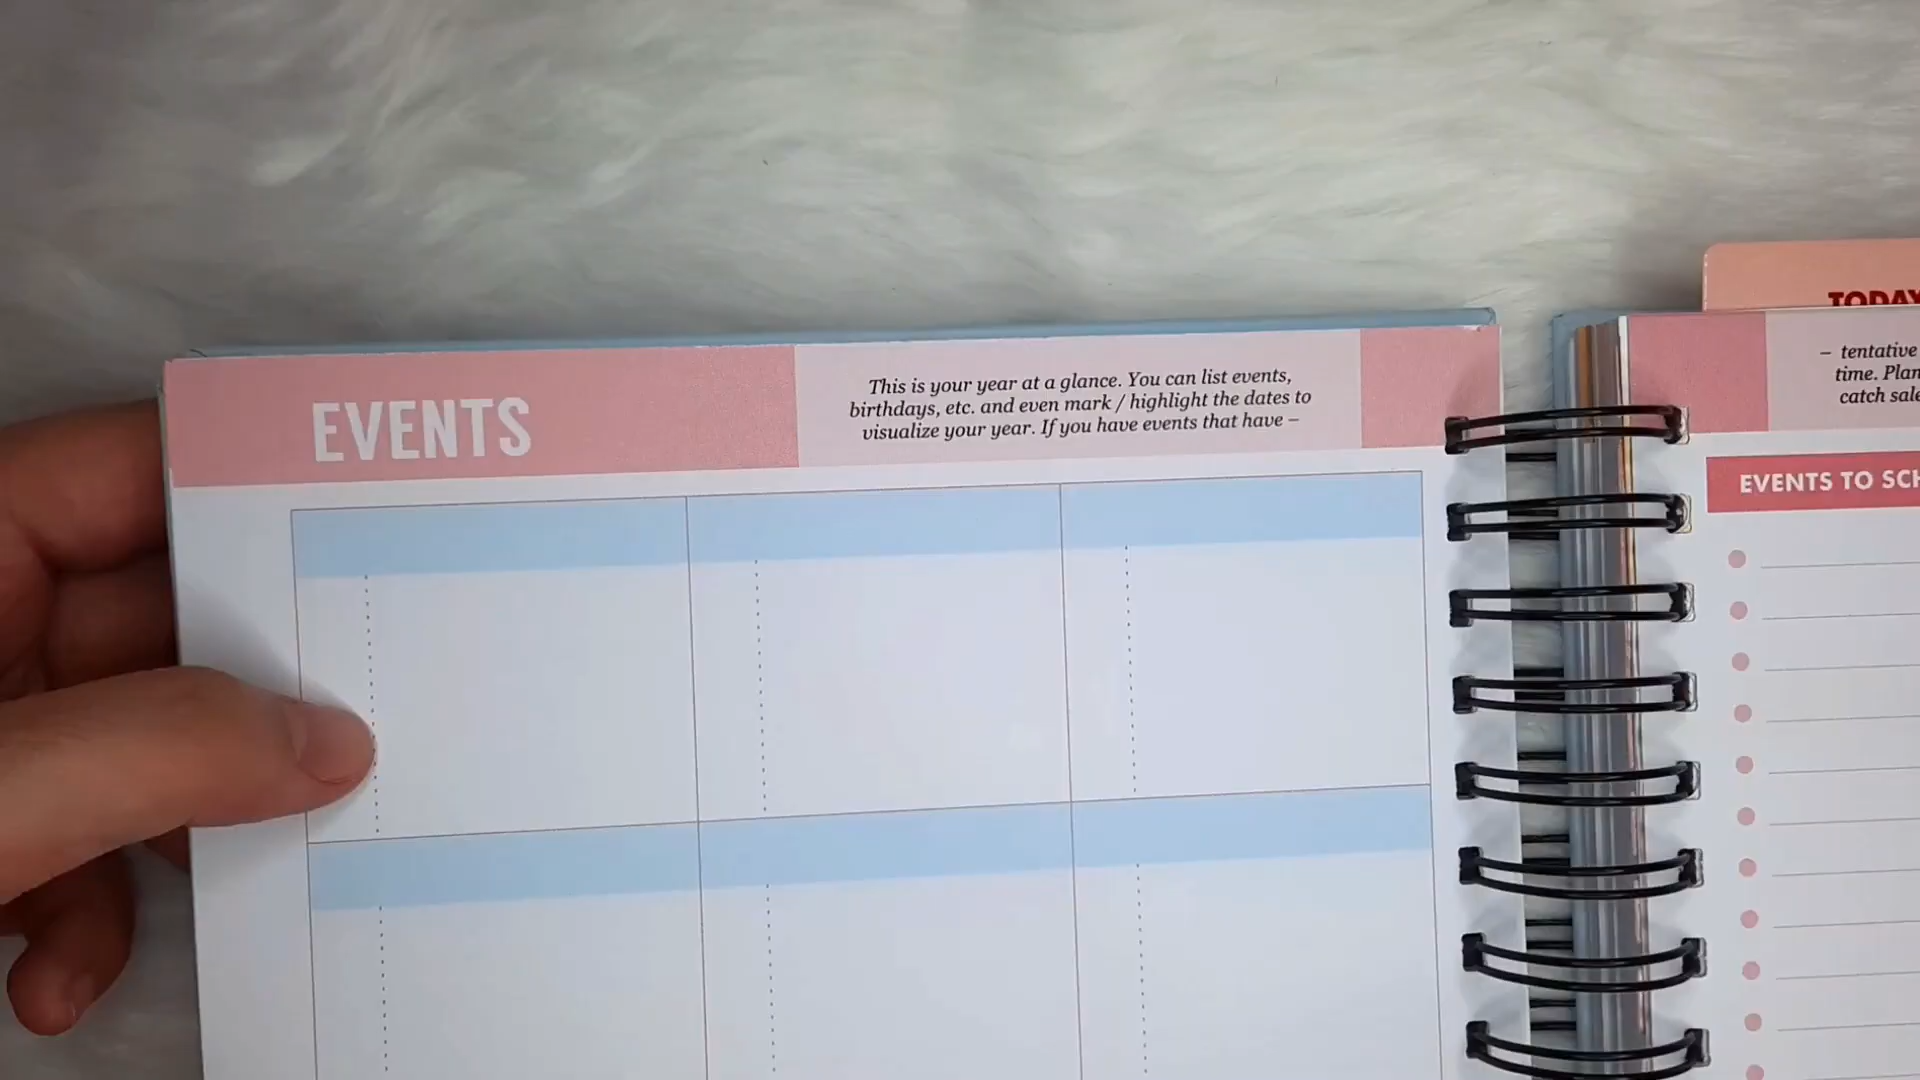 EVENTS
This is your year at a glance. You can list events,
birthdays, etc. and even mark / highlight the dates to
visualize your year. If you have events that have –
TODAY
– tentative
time. Plan
catch sale
EVENTS TO SCH